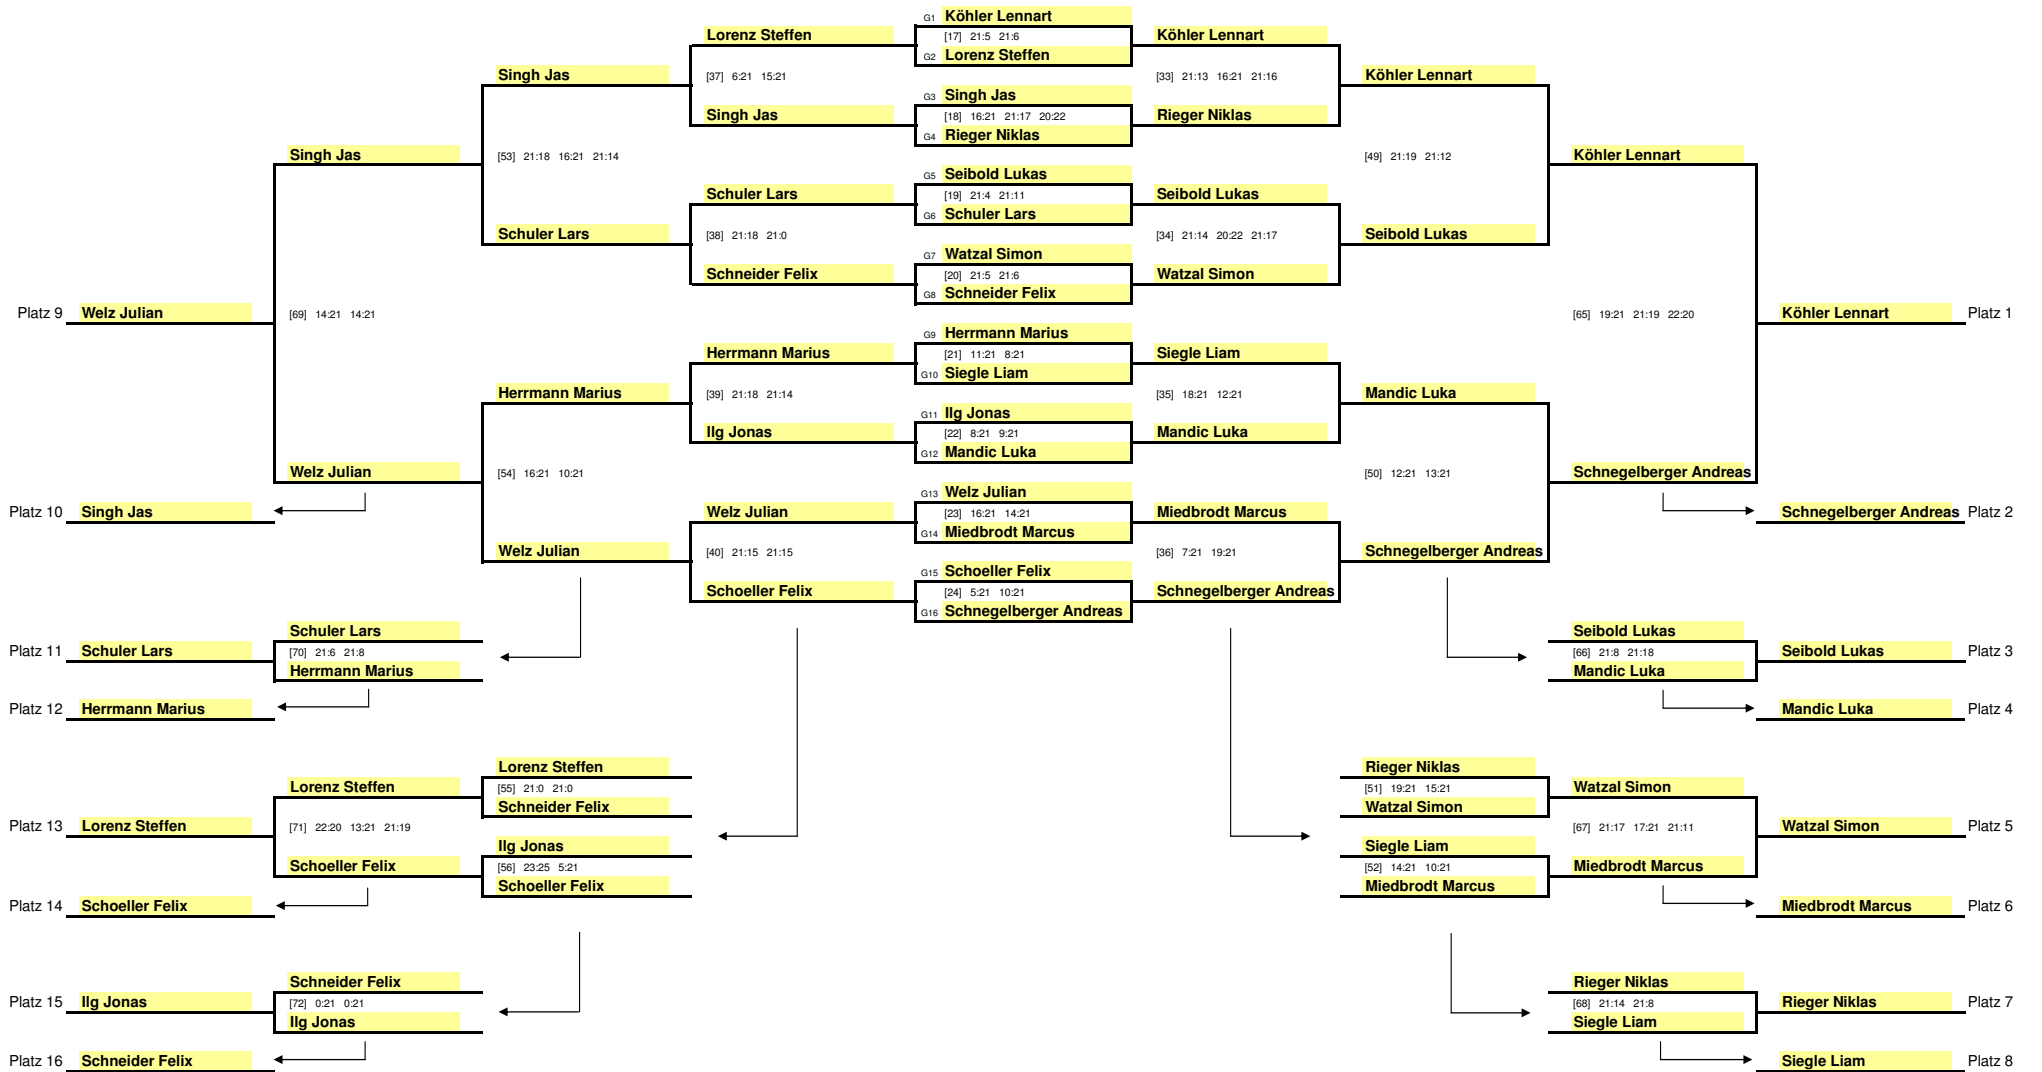 G1 Köhler Lennart
Lorenz Steffen [17] 21:5 21:6 Köhler Lennart
G2 Lorenz Steffen
Singh Jas [37] 6:21 15:21 [33] 21:13 16:21 21:16 Köhler Lennart
G3 Singh Jas
Singh Jas [18] 16:21 21:17 20:22 Rieger Niklas
G4 Rieger Niklas
Singh Jas [53] 21:18 16:21 21:14 [49] 21:19 21:12 Köhler Lennart
G5 Seibold Lukas
Schuler Lars [19] 21:4 21:11 Seibold Lukas
G6 Schuler Lars
Schuler Lars [38] 21:18 21:0 [34] 21:14 20:22 21:17 Seibold Lukas
G7 Watzal Simon
Schneider Felix [20] 21:5 21:6 Watzal Simon
G8 Schneider Felix
Platz 9 Welz Julian [69] 14:21 14:21 [65] 19:21 21:19 22:20 Köhler Lennart Platz 1
G9 Herrmann Marius
Herrmann Marius [21] 11:21 8:21 Siegle Liam
G10 Siegle Liam
Herrmann Marius [39] 21:18 21:14 [35] 18:21 12:21 Mandic Luka
G11 Ilg Jonas
Ilg Jonas [22] 8:21 9:21 Mandic Luka
G12 Mandic Luka
Welz Julian [54] 16:21 10:21 [50] 12:21 13:21 Schnegelberger Andreas
G13 Welz Julian
Platz 10 Singh Jas Welz Julian [23] 16:21 14:21 Miedbrodt Marcus Schnegelberger Andreas Platz 2
G14 Miedbrodt Marcus
Welz Julian [40] 21:15 21:15 [36] 7:21 19:21 Schnegelberger Andreas
G15 Schoeller Felix
Schoeller Felix [24] 5:21 10:21 Schnegelberger Andreas
G16 Schnegelberger Andreas
Schuler Lars Seibold Lukas
Platz 11 Schuler Lars [70] 21:6 21:8 [66] 21:8 21:18 Seibold Lukas Platz 3
Herrmann Marius Mandic Luka
Platz 12 Herrmann Marius Mandic Luka Platz 4
Lorenz Steffen Rieger Niklas
Lorenz Steffen [55] 21:0 21:0 [51] 19:21 15:21 Watzal Simon
Schneider Felix Watzal Simon
Platz 13 Lorenz Steffen [71] 22:20 13:21 21:19 [67] 21:17 17:21 21:11 Watzal Simon Platz 5
Ilg Jonas Siegle Liam
Schoeller Felix [56] 23:25 5:21 [52] 14:21 10:21 Miedbrodt Marcus
Schoeller Felix Miedbrodt Marcus
Platz 14 Schoeller Felix Miedbrodt Marcus Platz 6
Schneider Felix Rieger Niklas
Platz 15 Ilg Jonas [72] 0:21 0:21 [68] 21:14 21:8 Rieger Niklas Platz 7
Ilg Jonas Siegle Liam
Platz 16 Schneider Felix Siegle Liam Platz 8